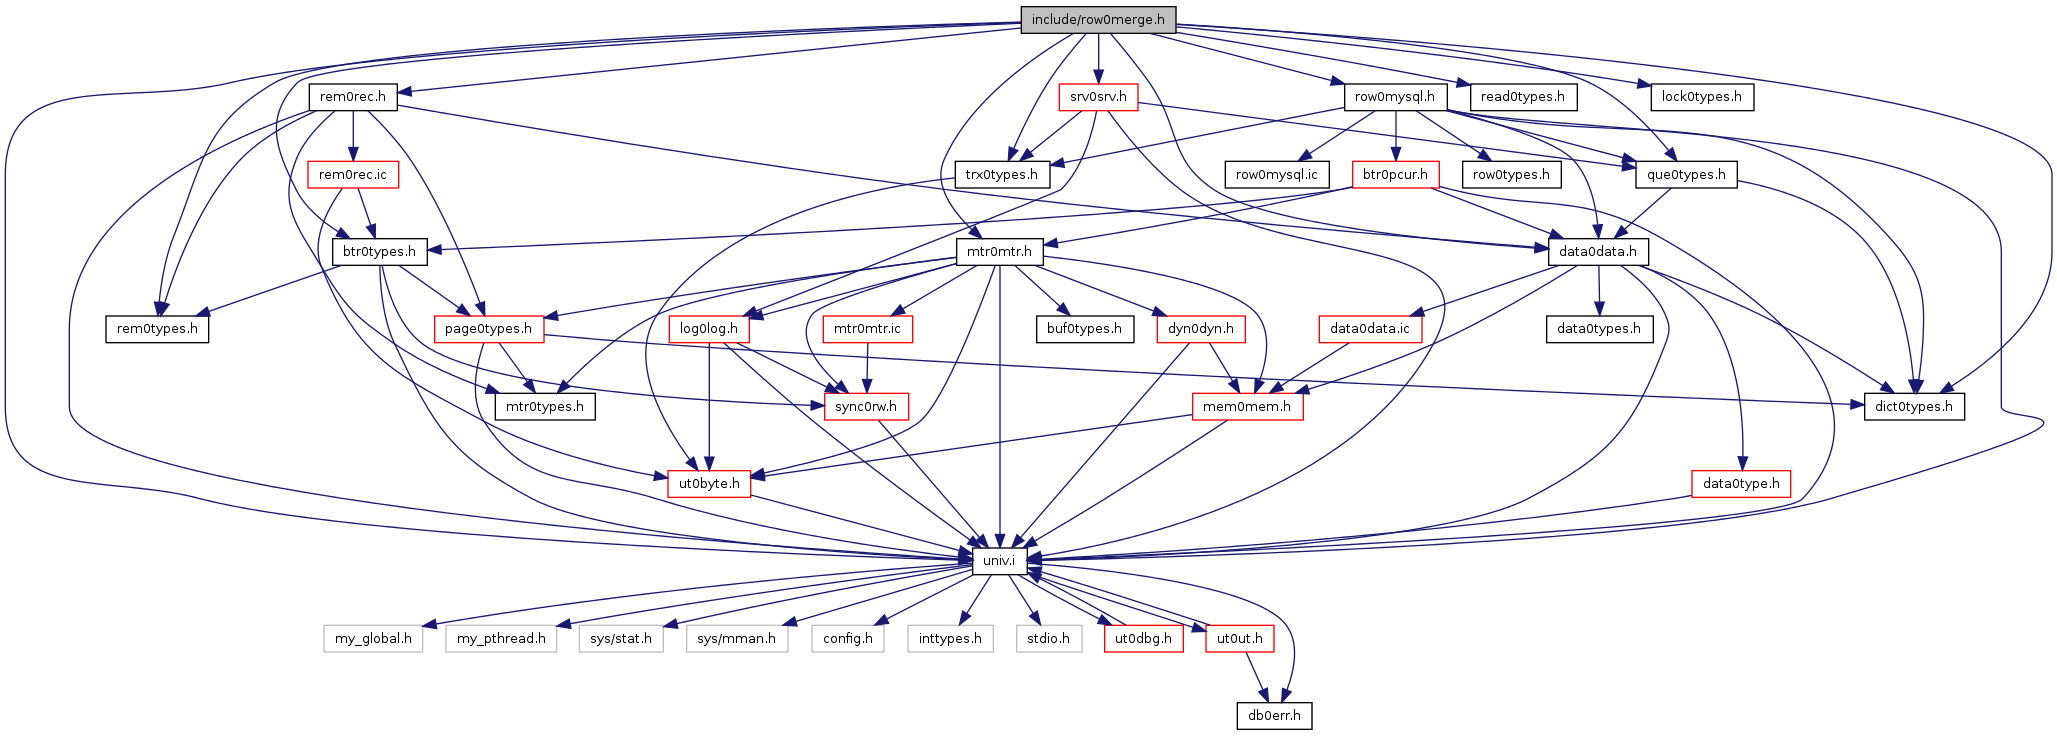 include/row0merge.h
rem0rec.h
srv0srv.h
row0mysql.h
read0types.h
lock0types.h
rem0rec.ic
trx0types.h
row0mysql.ic
btr0pcur.h
row0types.h
que0types.h
btr0types.h
mtr0mtr.h
data0data.h
rem0types.h
page0types.h
log0log.h
mtr0mtr.ic
buf0types.h
dyn0dyn.h
data0data.ic
data0types.h
mtr0types.h
sync0rw.h
mem0mem.h
dict0types.h
ut0byte.h
data0type.h
univ.i
my_global.h
my_pthread.h
sys/stat.h
sys/mman.h
config.h
inttypes.h
stdio.h
ut0dbg.h
ut0ut.h
db0err.h